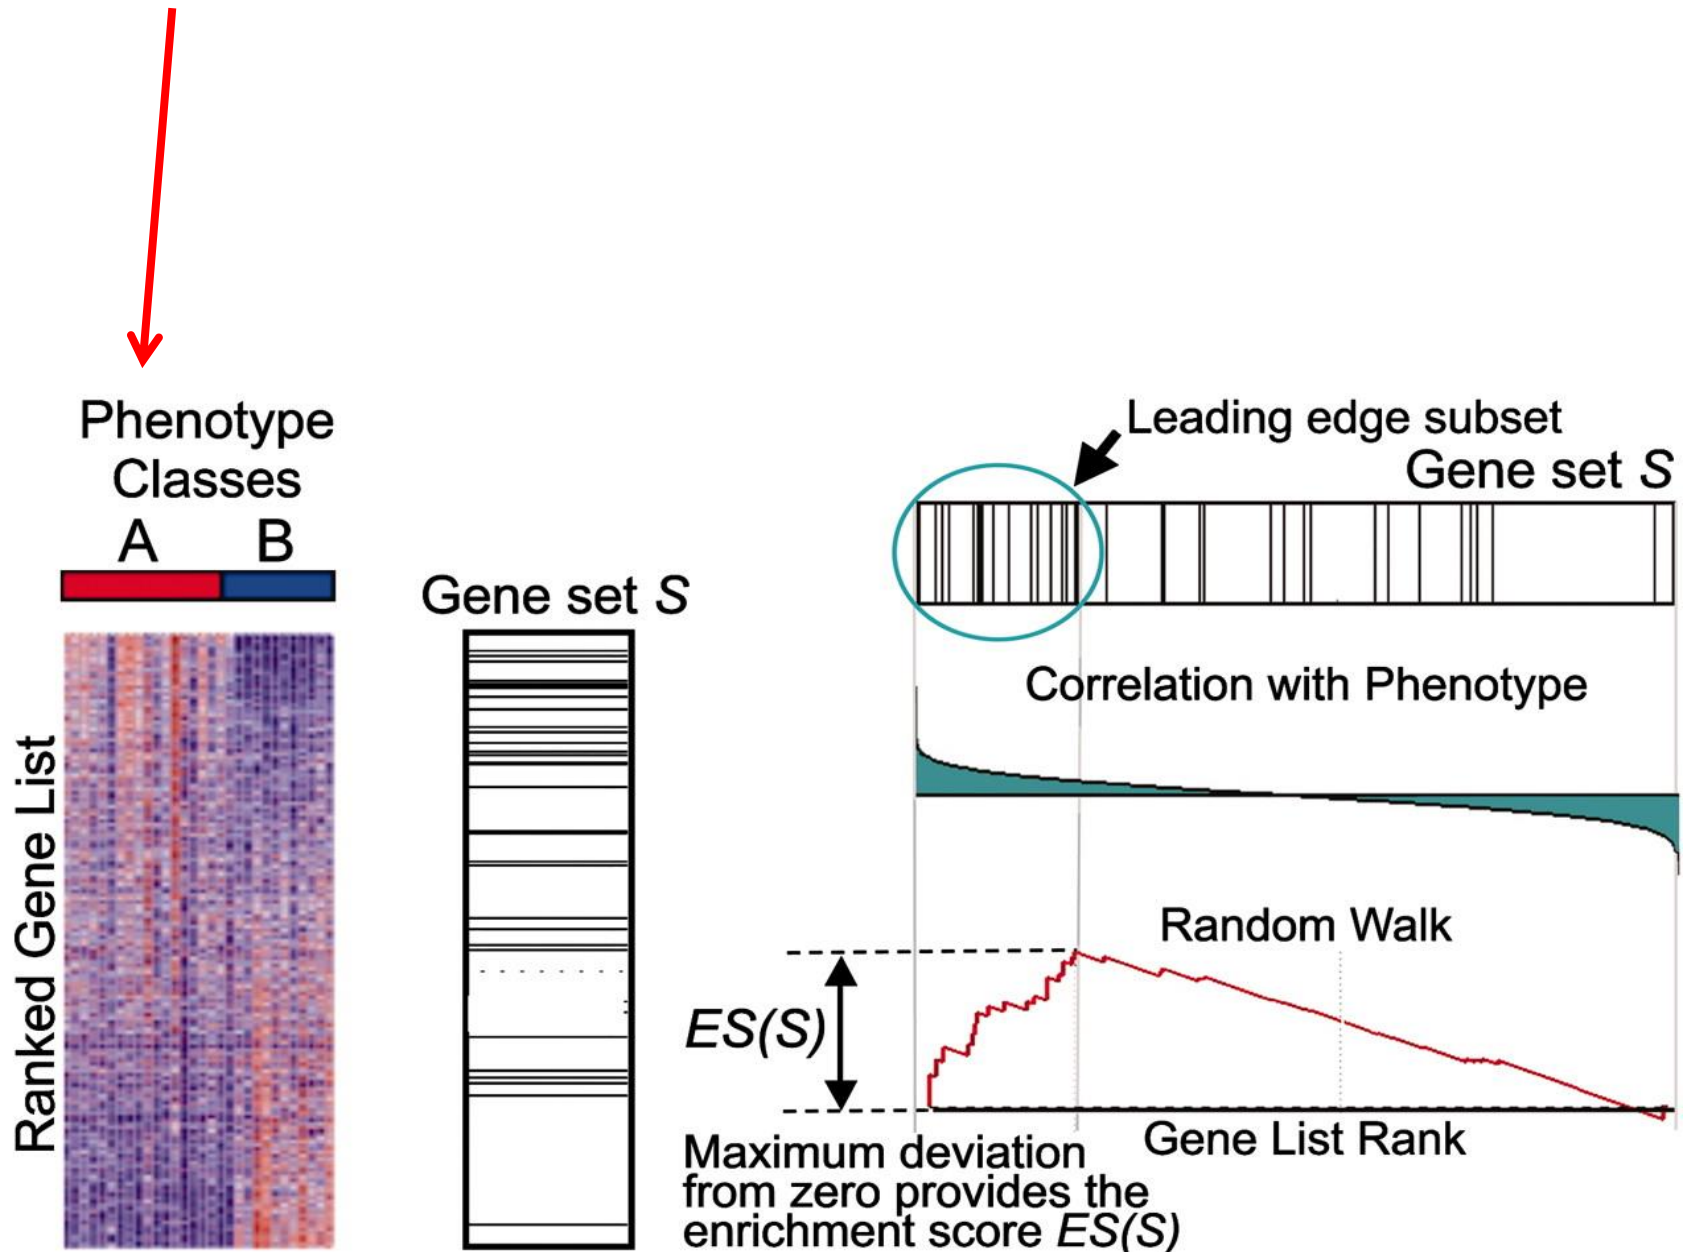 Phenotype
Classes
A B
Ranked Gene List
Gene set S
Leading edge subset
Gene set S
Correlation with Phenotype
Random Walk
ES(S)
Gene List Rank
Maximum deviation
from zero provides the
enrichment score ES(S)